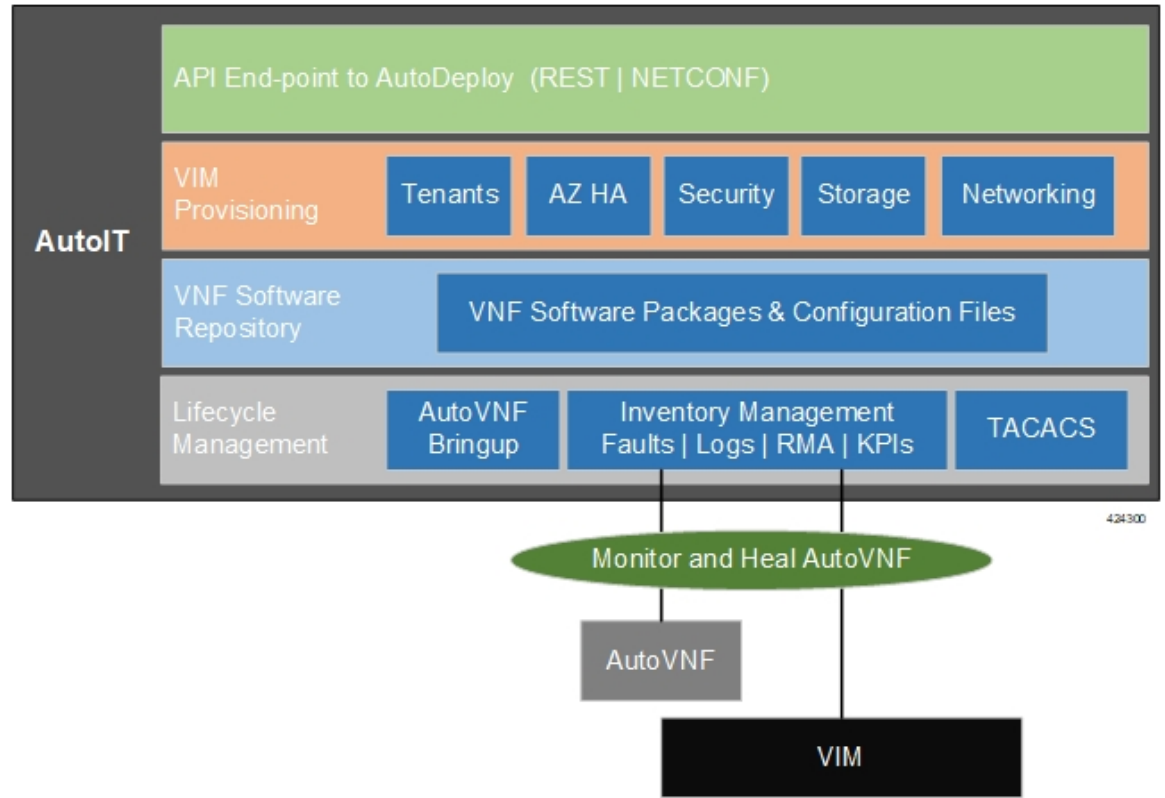 API End-point to AutoDeploy (REST | NETCONF)
AutoIT
VIM
Provisioning
Tenants
AZ HA
Security
Storage
Networking
VNF Software
Repository
VNF Software Packages & Configuration Files
Lifecycle
Management
AutoVNF
Bringup
Inventory Management
Faults | Logs | RMA | KPIs
TACACS
424300
Monitor and Heal AutoVNF
AutoVNF
VIM